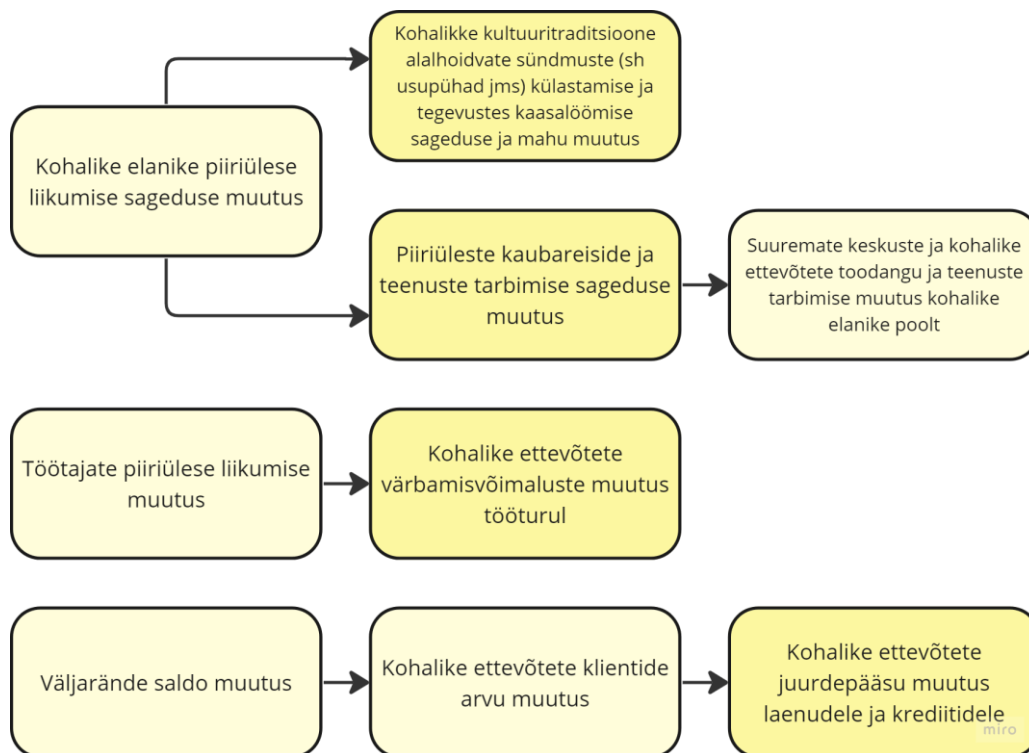 Kohalikke kultuuritraditsioone
alalhoidvate sündmuste (sh
usupühad jms) külastamise ja
tegevustes kaasalöömise
sageduse ja mahu muutus
Kohalike elanike piiriülese
liikumise sageduse muutus
Piiriüleste kaubareiside ja
teenuste tarbimise sageduse
muutus
Suuremate keskuste ja kohalike
ettevõtete toodangu ja teenuste
tarbimise muutus kohalike
elanike poolt
Töötajate piiriülese liikumise
muutus
Kohalike ettevõtete
värbamisvõimaluste muutus
tööturul
Väljarände saldo muutus
Kohalike ettevõtete klientide
arvu muutus
Kohalike ettevõtete
juurdepääsu muutus
laenudele ja krediitidele
miro